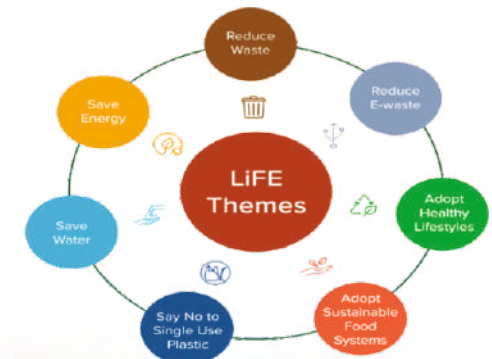 Reduce
Waste
Reduce
E-waste
Adopt
Healthy
Lifestyles
Adopt
Sustainable
Food
Systems
Say No to
Single Use
Plastic
Save
Water
Save
Energy
LiFE
Themes